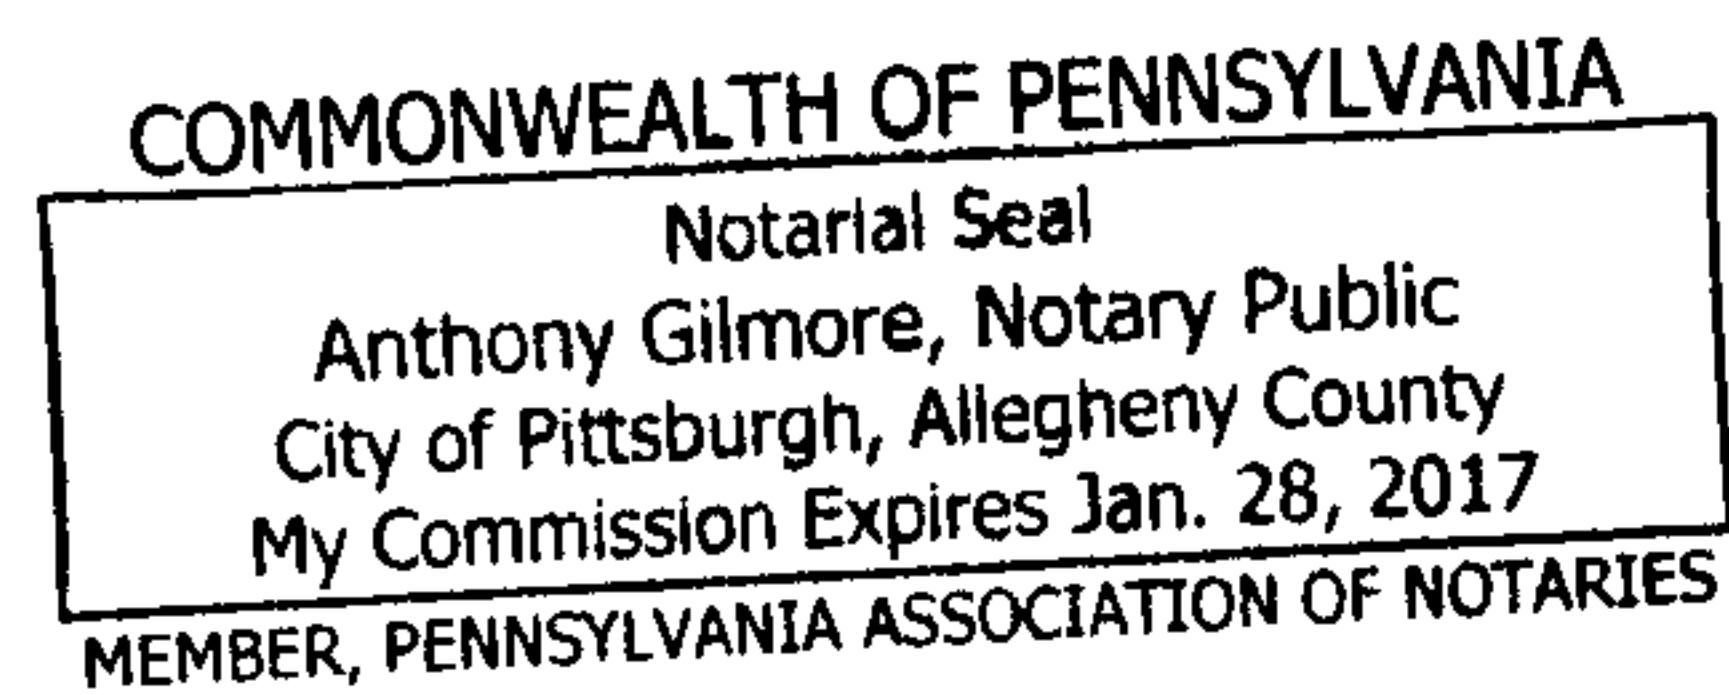 COMMONWEALTH OF PENNSYLVANIA
Notarial Seal
Anthony Gilmore, Notary Public
City of Pittsburgh, Allegheny County
My Commission Expires Jan. 28, 2017
MEMBER, PENNSYLVANIA ASSOCIATION OF NOTARIES